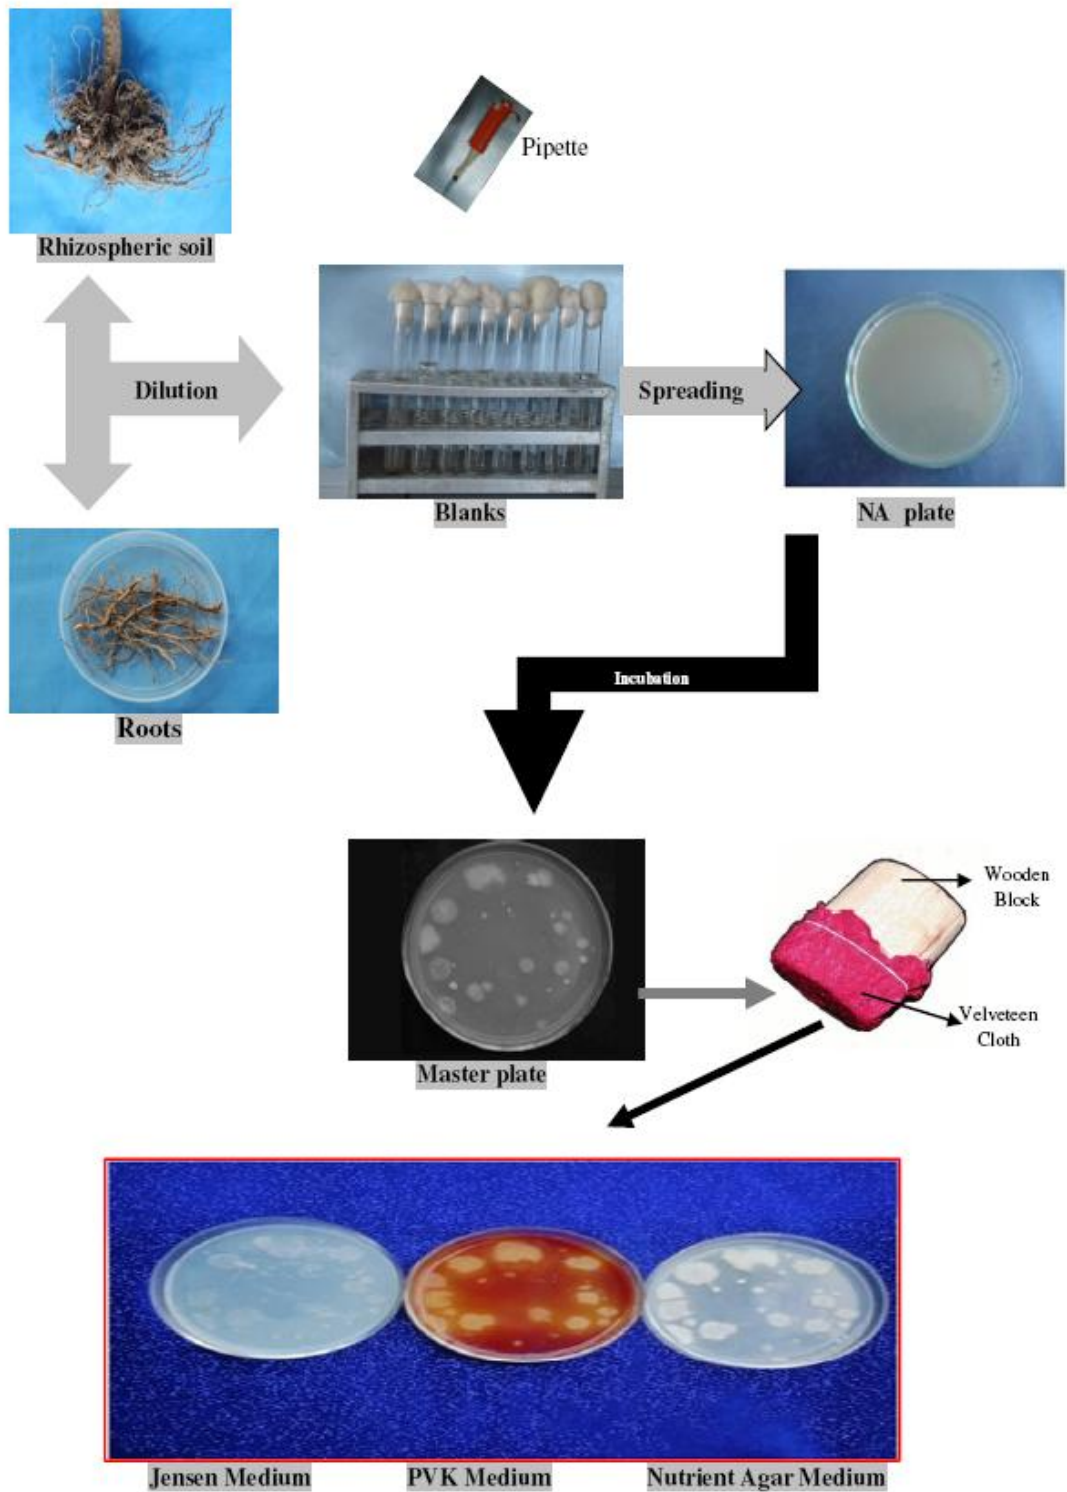 Pipette
Rhizospheric soil
Dilution
Spreading
Blanks
NA plate
Roots
Incubation
Wooden
Block
Velveteen
Cloth
Master plate
Jensen Medium
PVK Medium
Nutrient Agar Medium